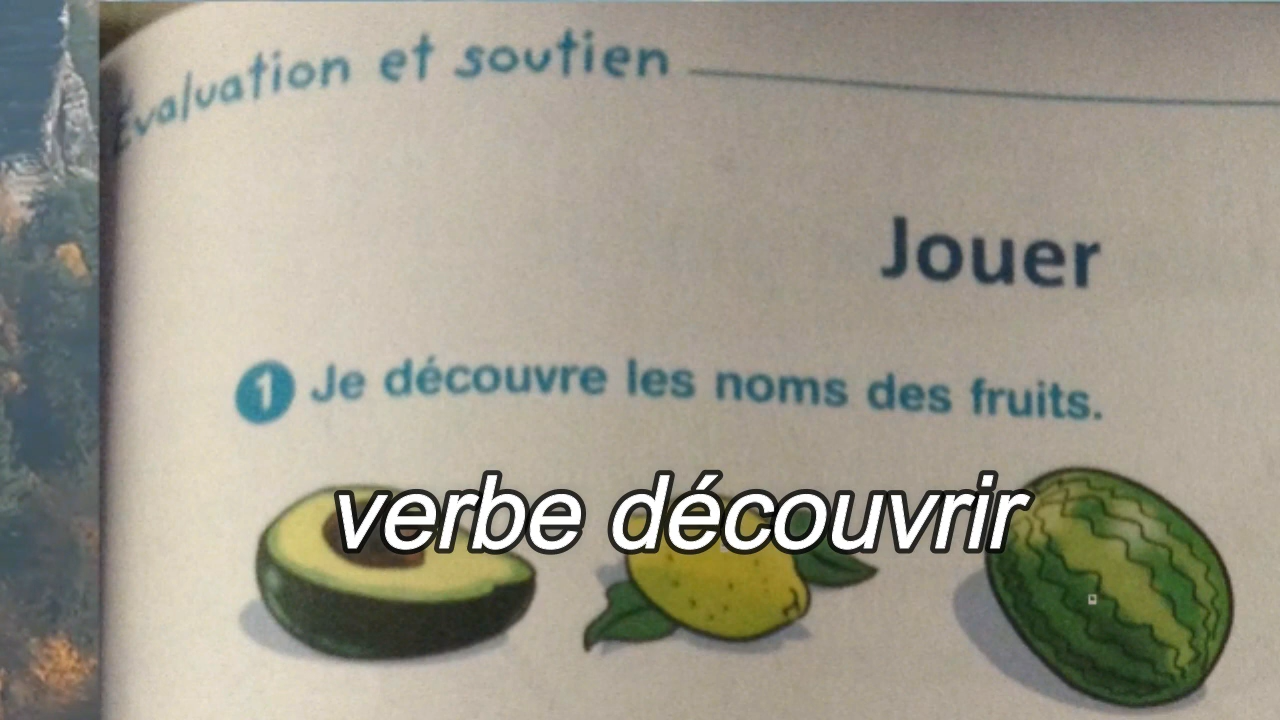 Évaluation et soutien
Jouer
1 Je découvre les noms des fruits.
verbe découvrir